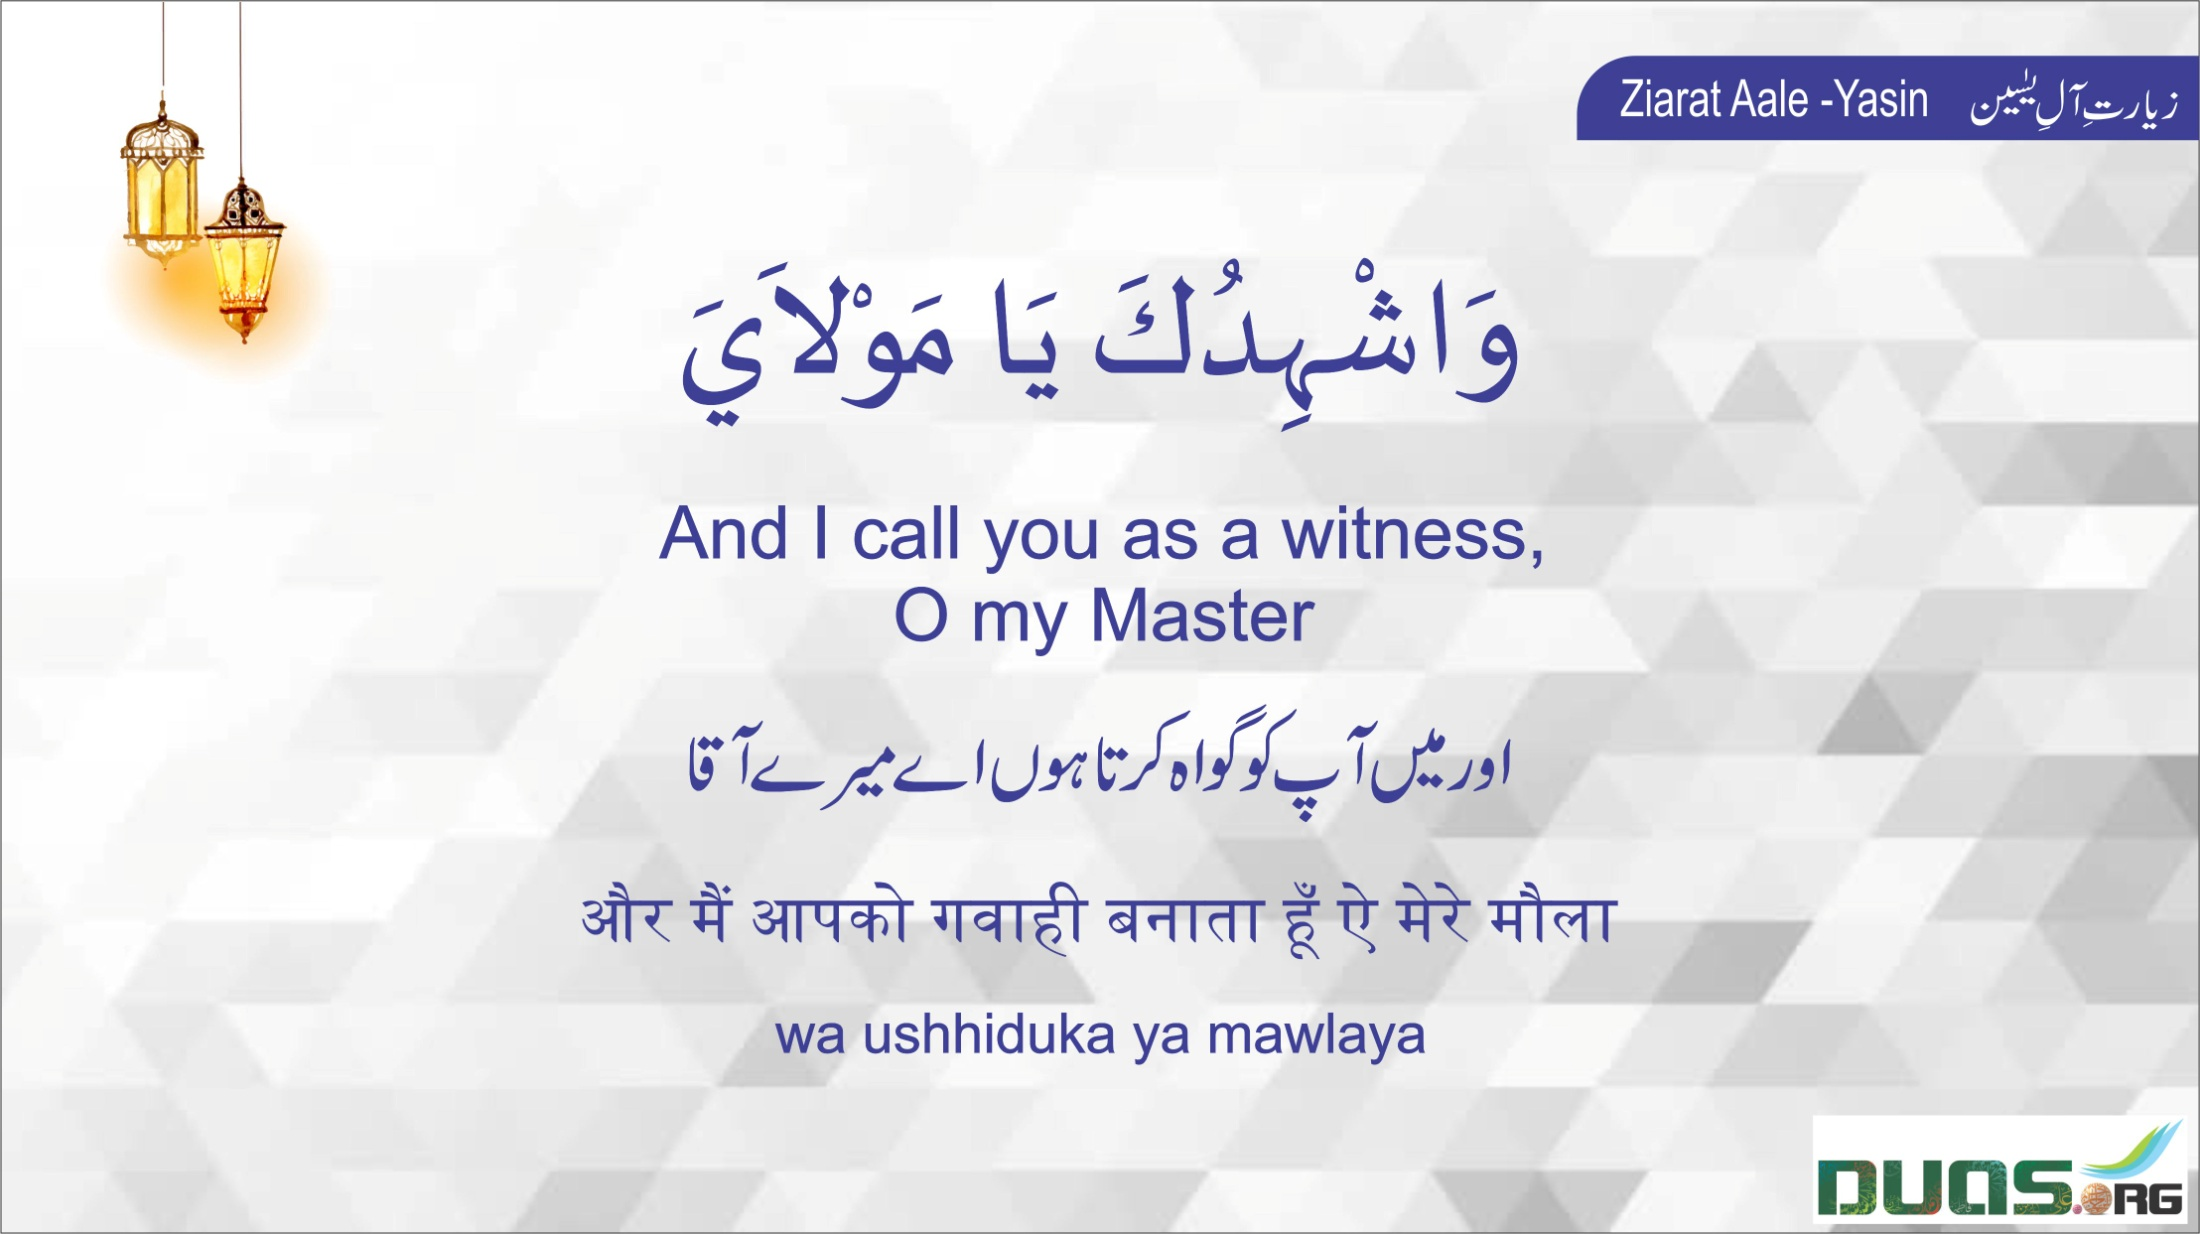 Ziarat Aale -Yasin زیارتِ آلِ یٰسین
وَاشْهِدُكَ يَا مَوْلاَيَ
And I call you as a witness,
O my Master
اور میں آپ کو گواہ کرتا ہوں اے میرے آقا
और मैं आपको गवाही बनाता हूँ ऐ मेरे मौला
wa ushhiduka ya mawlaya
DUAS.ORG